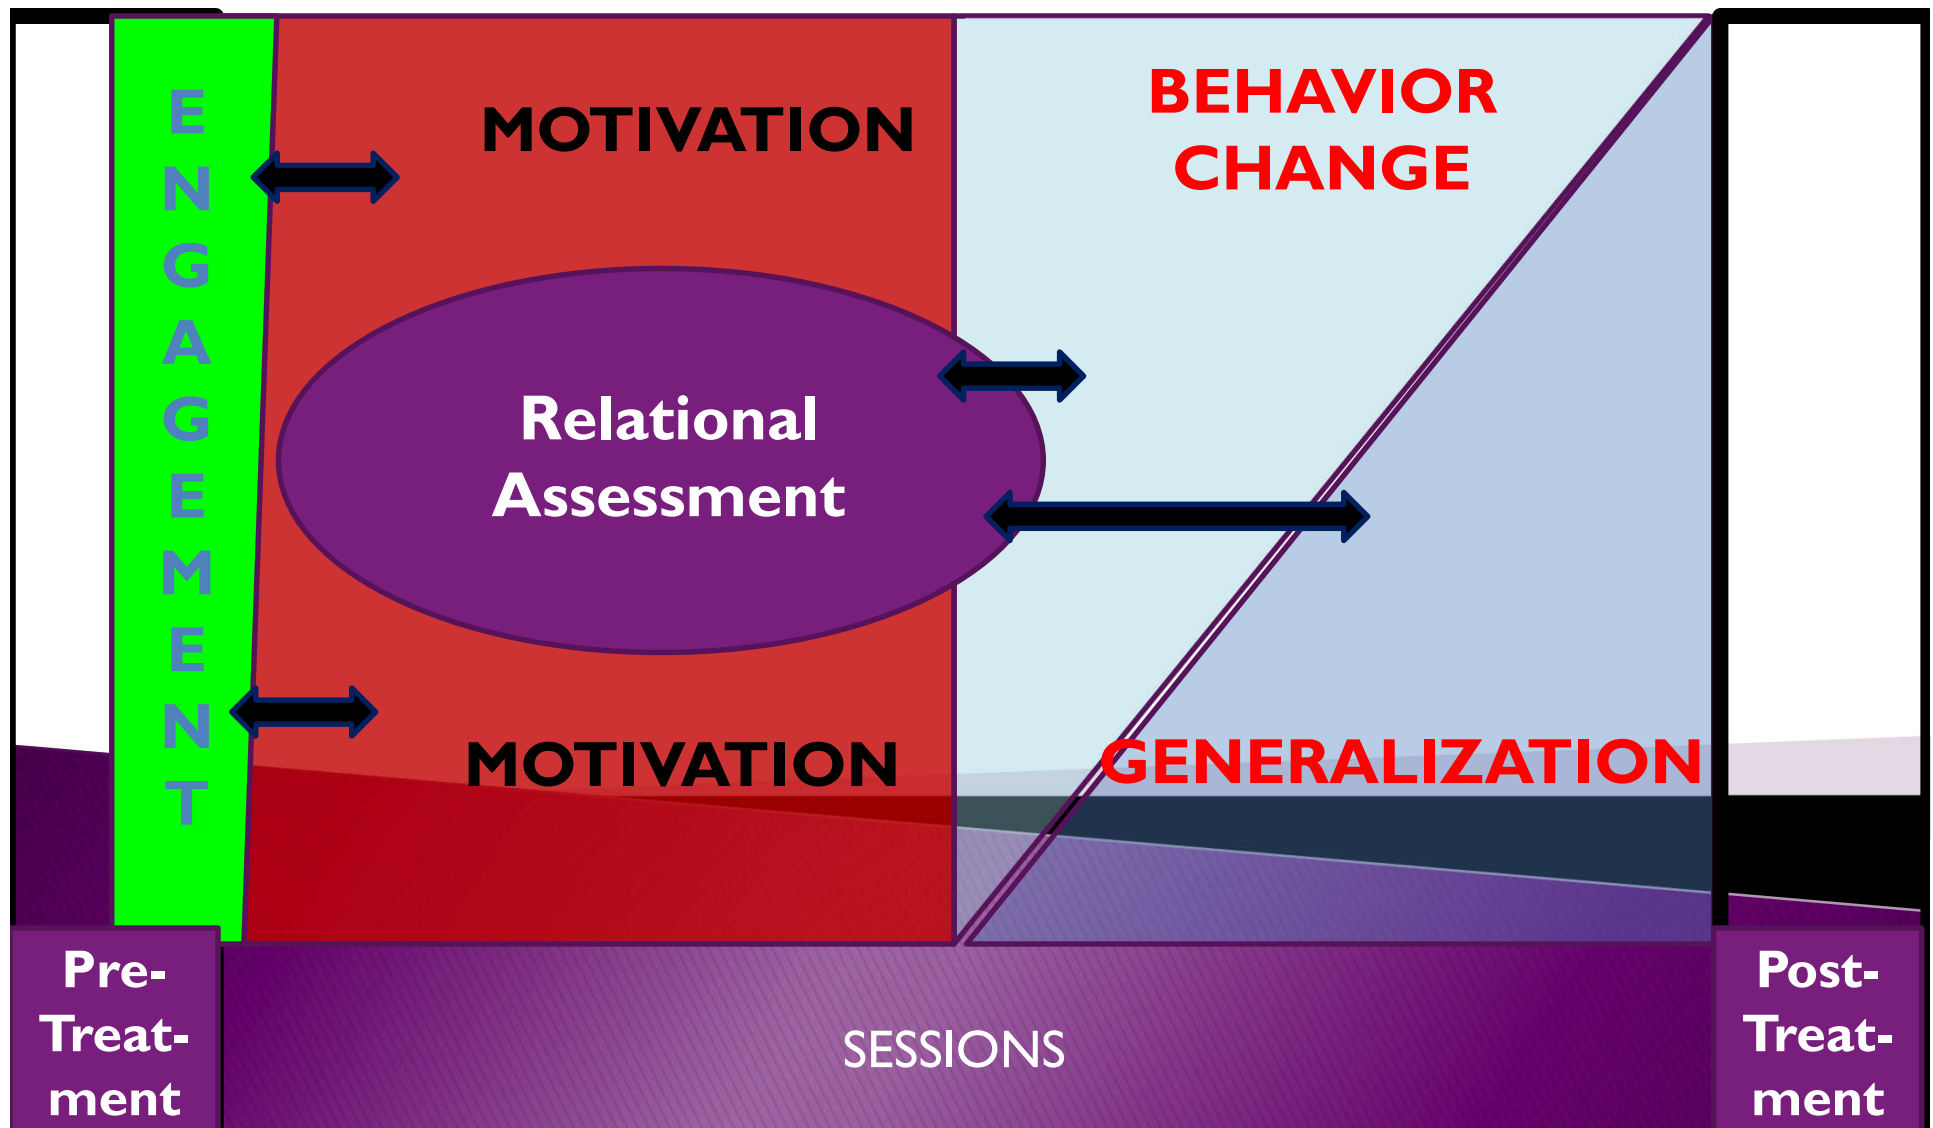 E
N
G
A
G
E
M
E
N
T
MOTIVATION
BEHAVIOR
CHANGE
Relational
Assessment
MOTIVATION
GENERALIZATION
Pre-
Treat-
ment
SESSIONS
Post-
Treat-
ment